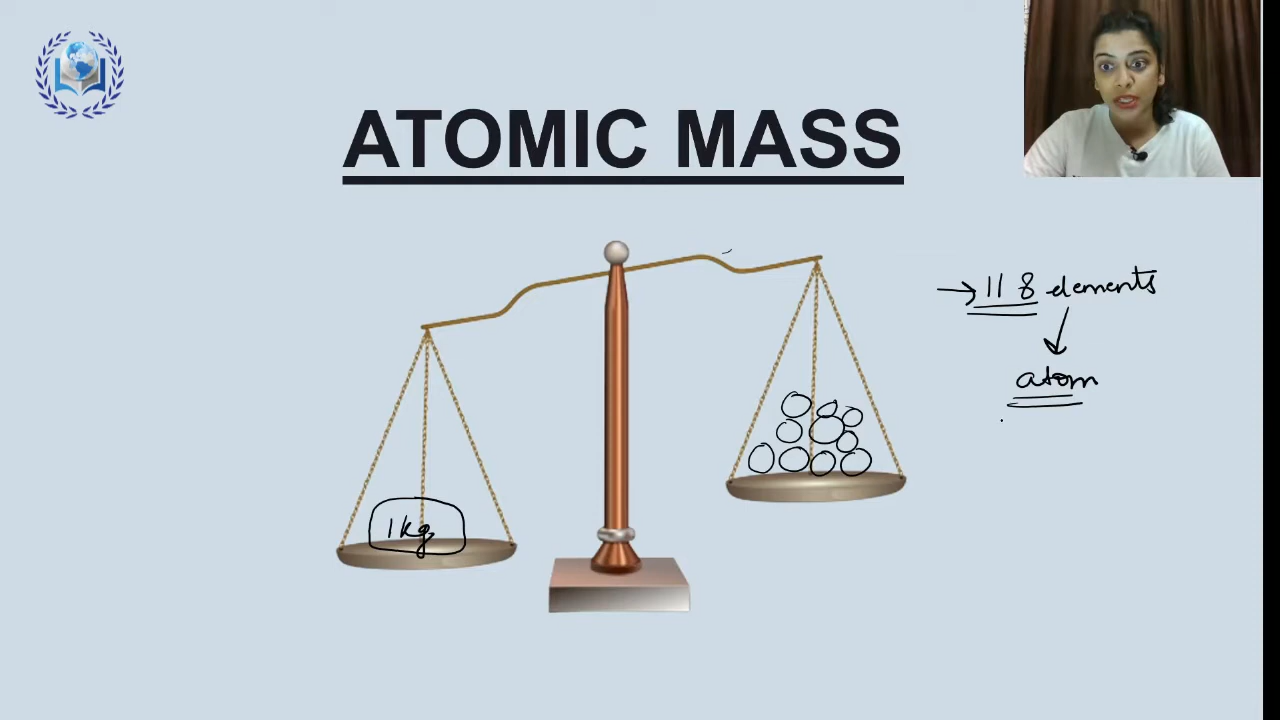 ATOMIC MASS
→ 118 elements
atom
1kg